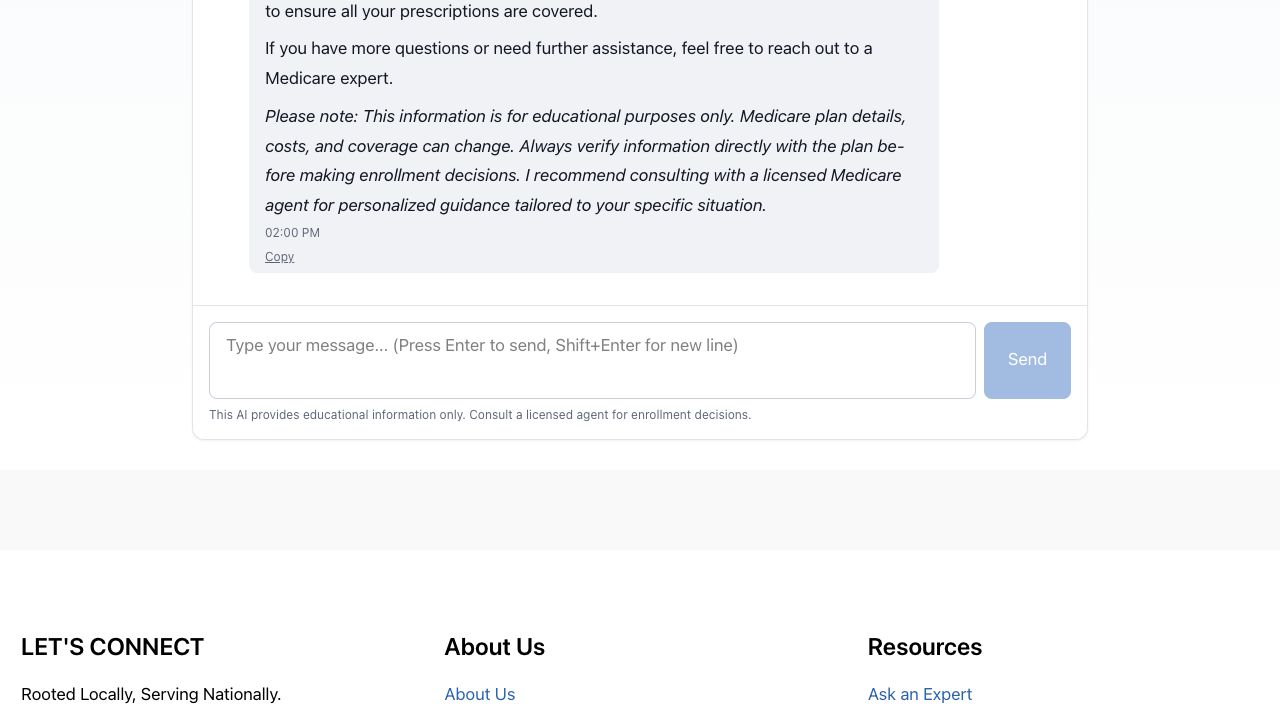 to ensure all your prescriptions are covered.
If you have more questions or need further assistance, feel free to reach out to a
Medicare expert.
Please note: This information is for educational purposes only. Medicare plan details,
costs, and coverage can change. Always verify information directly with the plan be-
fore making enrollment decisions. I recommend consulting with a licensed Medicare
agent for personalized guidance tailored to your specific situation.
02:00 PM
Copy
Type your message... (Press Enter to send, Shift+Enter for new line)
Send
This AI provides educational information only. Consult a licensed agent for enrollment decisions.
LET'S CONNECT
Rooted Locally, Serving Nationally.
About Us
About Us
Resources
Ask an Expert